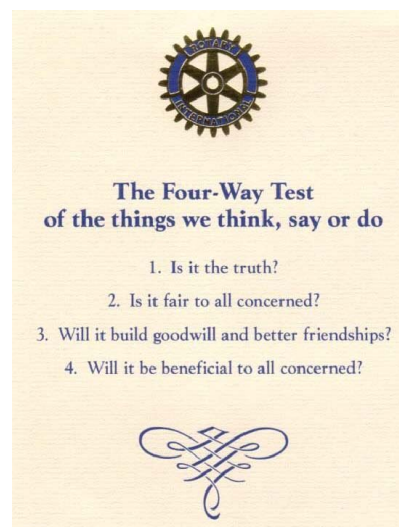 ROTARY
INTERNATIONAL
The Four-Way Test
of the things we think, say or do
1. Is it the truth?
2. Is it fair to all concerned?
3. Will it build goodwill and better friendships?
4. Will it be beneficial to all concerned?